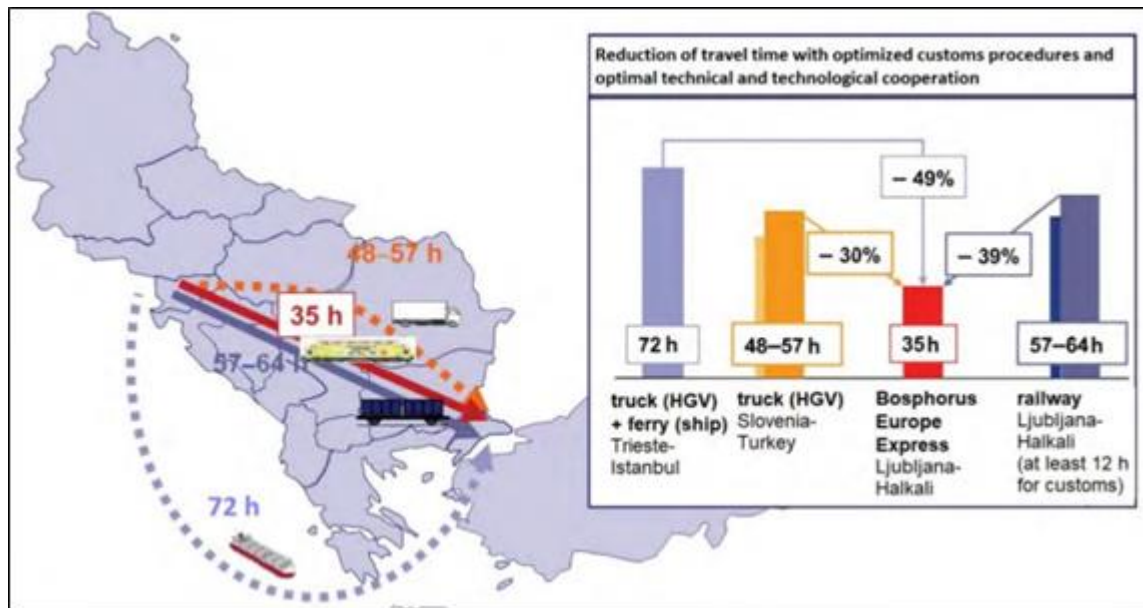 Reduction of travel time with optimized customs procedures and
optimal technical and technological cooperation
– 49%
– 30%
– 39%
72 h
48–57 h
35 h
57–64 h
truck (HGV)
+ ferry (ship)
Trieste-
Istanbul
truck (HGV)
Slovenia-
Turkey
Bosphorus
Europe
Express
Ljubljana-
Halkali
railway
Ljubljana-
Halkali
(at least 12 h
for customs)
48–57 h
35 h
57–64 h
72 h